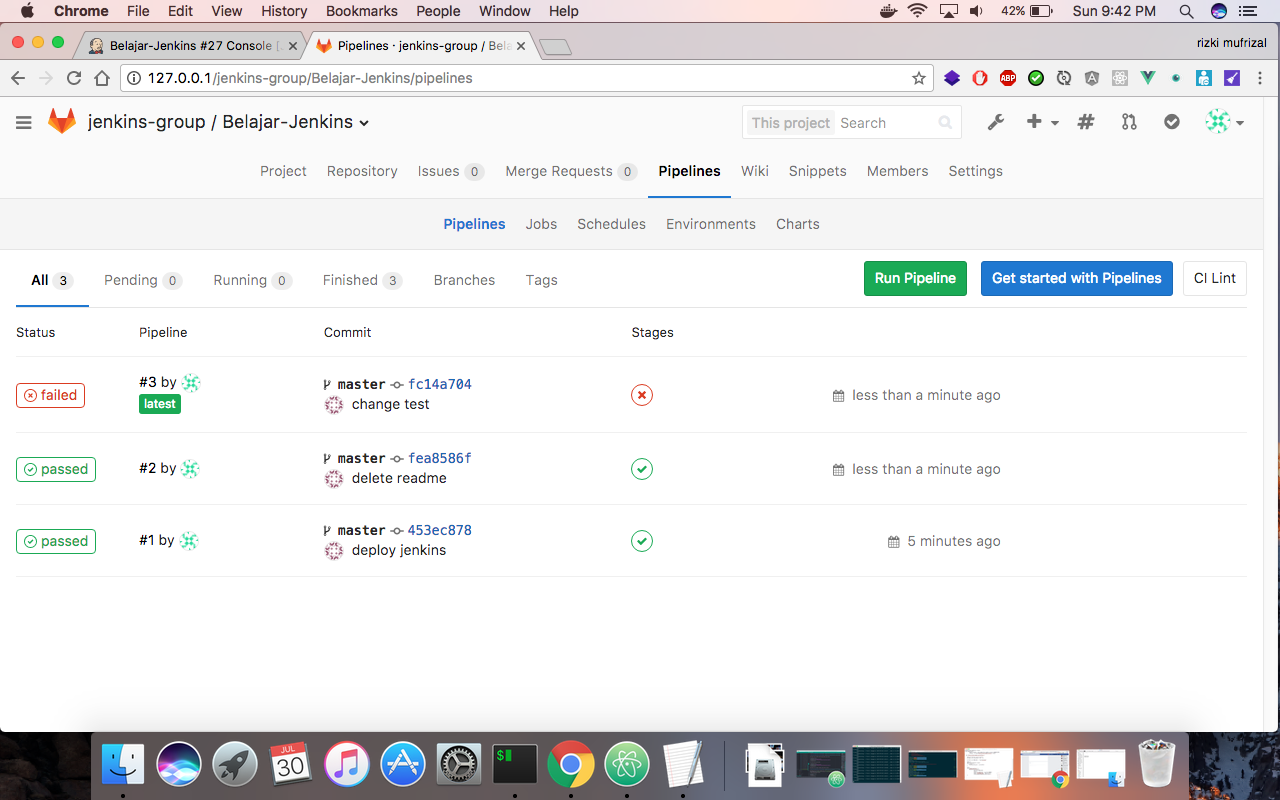 Chrome File Edit View History Bookmarks People Window Help 42% Sun 9:42 PM
Belajar-Jenkins #27 Console [J Pipelines · jenkins-group / Bela rizki mufrizal
127.0.0.1/jenkins-group/Belajar-Jenkins/pipelines ABP
jenkins-group / Belajar-Jenkins This project Search
Project Repository Issues 0 Merge Requests 0 Pipelines Wiki Snippets Members Settings
Pipelines Jobs Schedules Environments Charts
All 3 Pending 0 Running 0 Finished 3 Branches Tags Run Pipeline Get started with Pipelines CI Lint
Status Pipeline Commit Stages
failed #3 by latest master fc14a704 less than a minute ago
change test
passed #2 by master fea8586f less than a minute ago
delete readme
passed #1 by master 453ec878 5 minutes ago
deploy jenkins
JUL
30
$